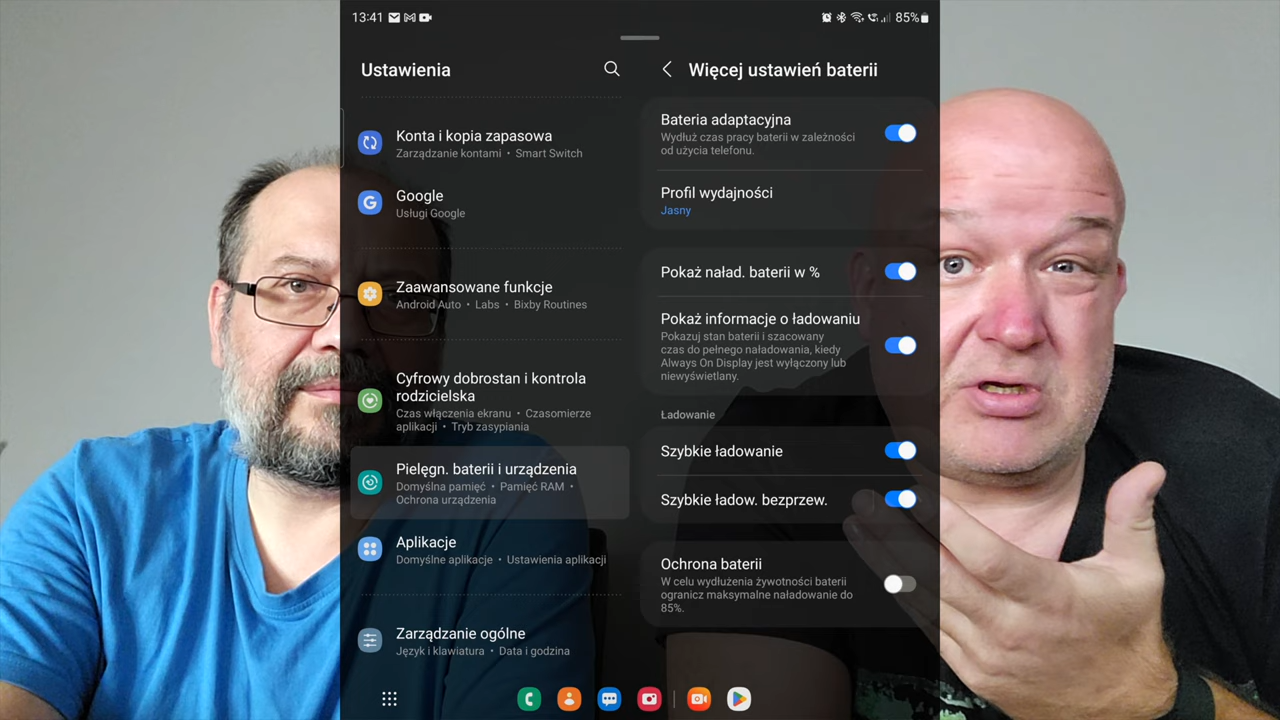 13:41
85%
Ustawienia
Konta i kopia zapasowa
Zarządzanie kontami • Smart Switch
Google
Usługi Google
Zaawansowane funkcje
Android Auto • Labs • Bixby Routines
Cyfrowy dobrostan i kontrola
rodzicielska
Czas włączenia ekranu • Czasomierze
aplikacji • Tryb zasypiania
Pielęgn. baterii i urządzenia
Domyślna pamięć • Pamięć RAM •
Ochrona urządzenia
Aplikacje
Domyślne aplikacje • Ustawienia aplikacji
Zarządzanie ogólne
Język i klawiatura • Data i godzina
Więcej ustawień baterii
Bateria adaptacyjna
Wydłuż czas pracy baterii w zależności
od użycia telefonu.
Profil wydajności
Jasny
Pokaż naład. baterii w %
Pokaż informacje o ładowaniu
Pokazuj stan baterii i szacowany
czas do pełnego naładowania, kiedy
Always On Display jest wyłączony lub
niewyświetlany.
Ładowanie
Szybkie ładowanie
Szybkie ładow. bezprzew.
Ochrona baterii
W celu wydłużenia żywotności baterii
ogranicz maksymalne naładowanie do
85%.